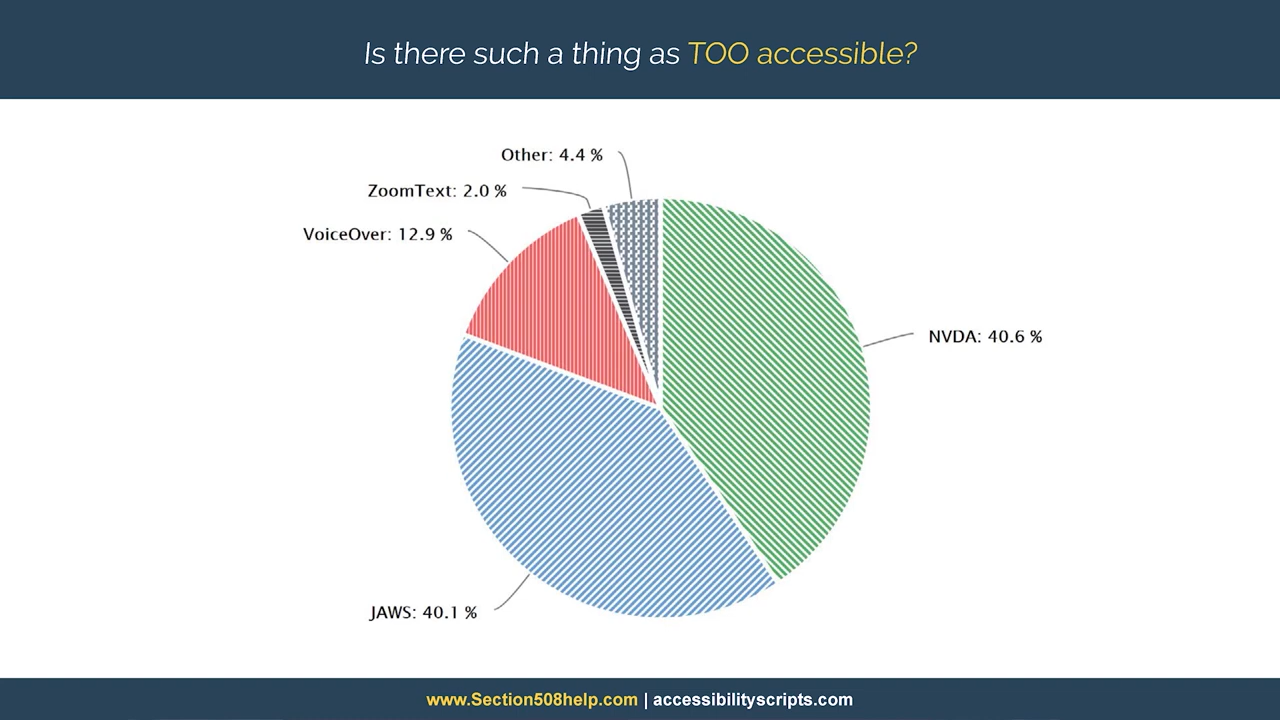 Is there such a thing as TOO accessible?
Other: 4.4 %
ZoomText: 2.0 %
VoiceOver: 12.9 %
NVDA: 40.6 %
JAWS: 40.1 %
www.Section508help.com | accessibilityscripts.com